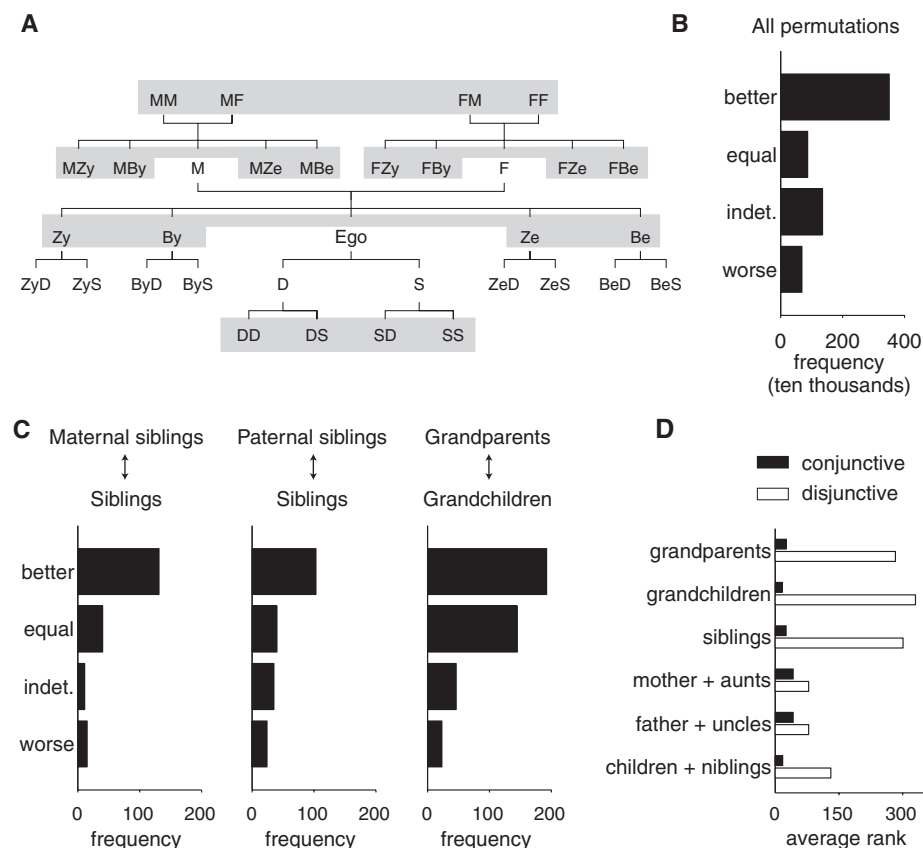 A
MM MF FM FF
MZy MBy M MZe MBe FZy FBy F FZe FBe
Zy By Ego Ze Be
ZyD ZyS ByD ByS D S ZeD ZeS BeD BeS
DD DS SD SS
B
All permutations
better
equal
indet.
worse
0 200 400
frequency
(ten thousands)
C
Maternal siblings Paternal siblings Grandparents
Siblings Siblings Grandchildren
better
equal
indet.
worse
0 100 200 0 100 200 0 100 200
frequency frequency frequency
D
conjunctive
disjunctive
grandparents
grandchildren
siblings
mother + aunts
father + uncles
children + niblings
0 150 300
average rank